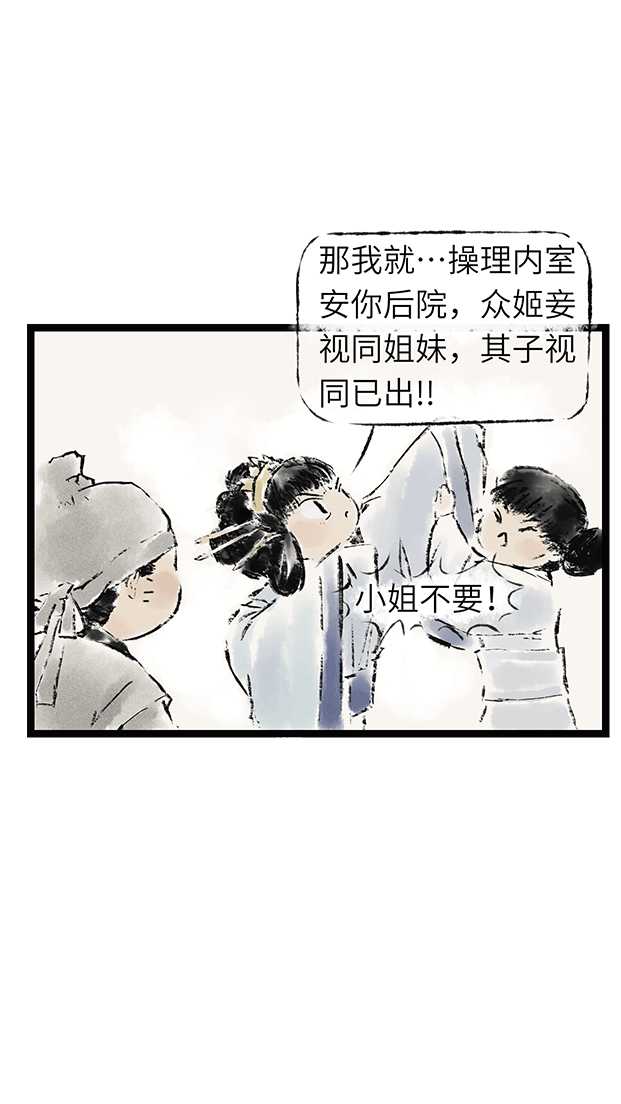 那我就…操理内室
安你后院，众姬妾
视同姐妹，其子视
同已出!!
小姐不要！